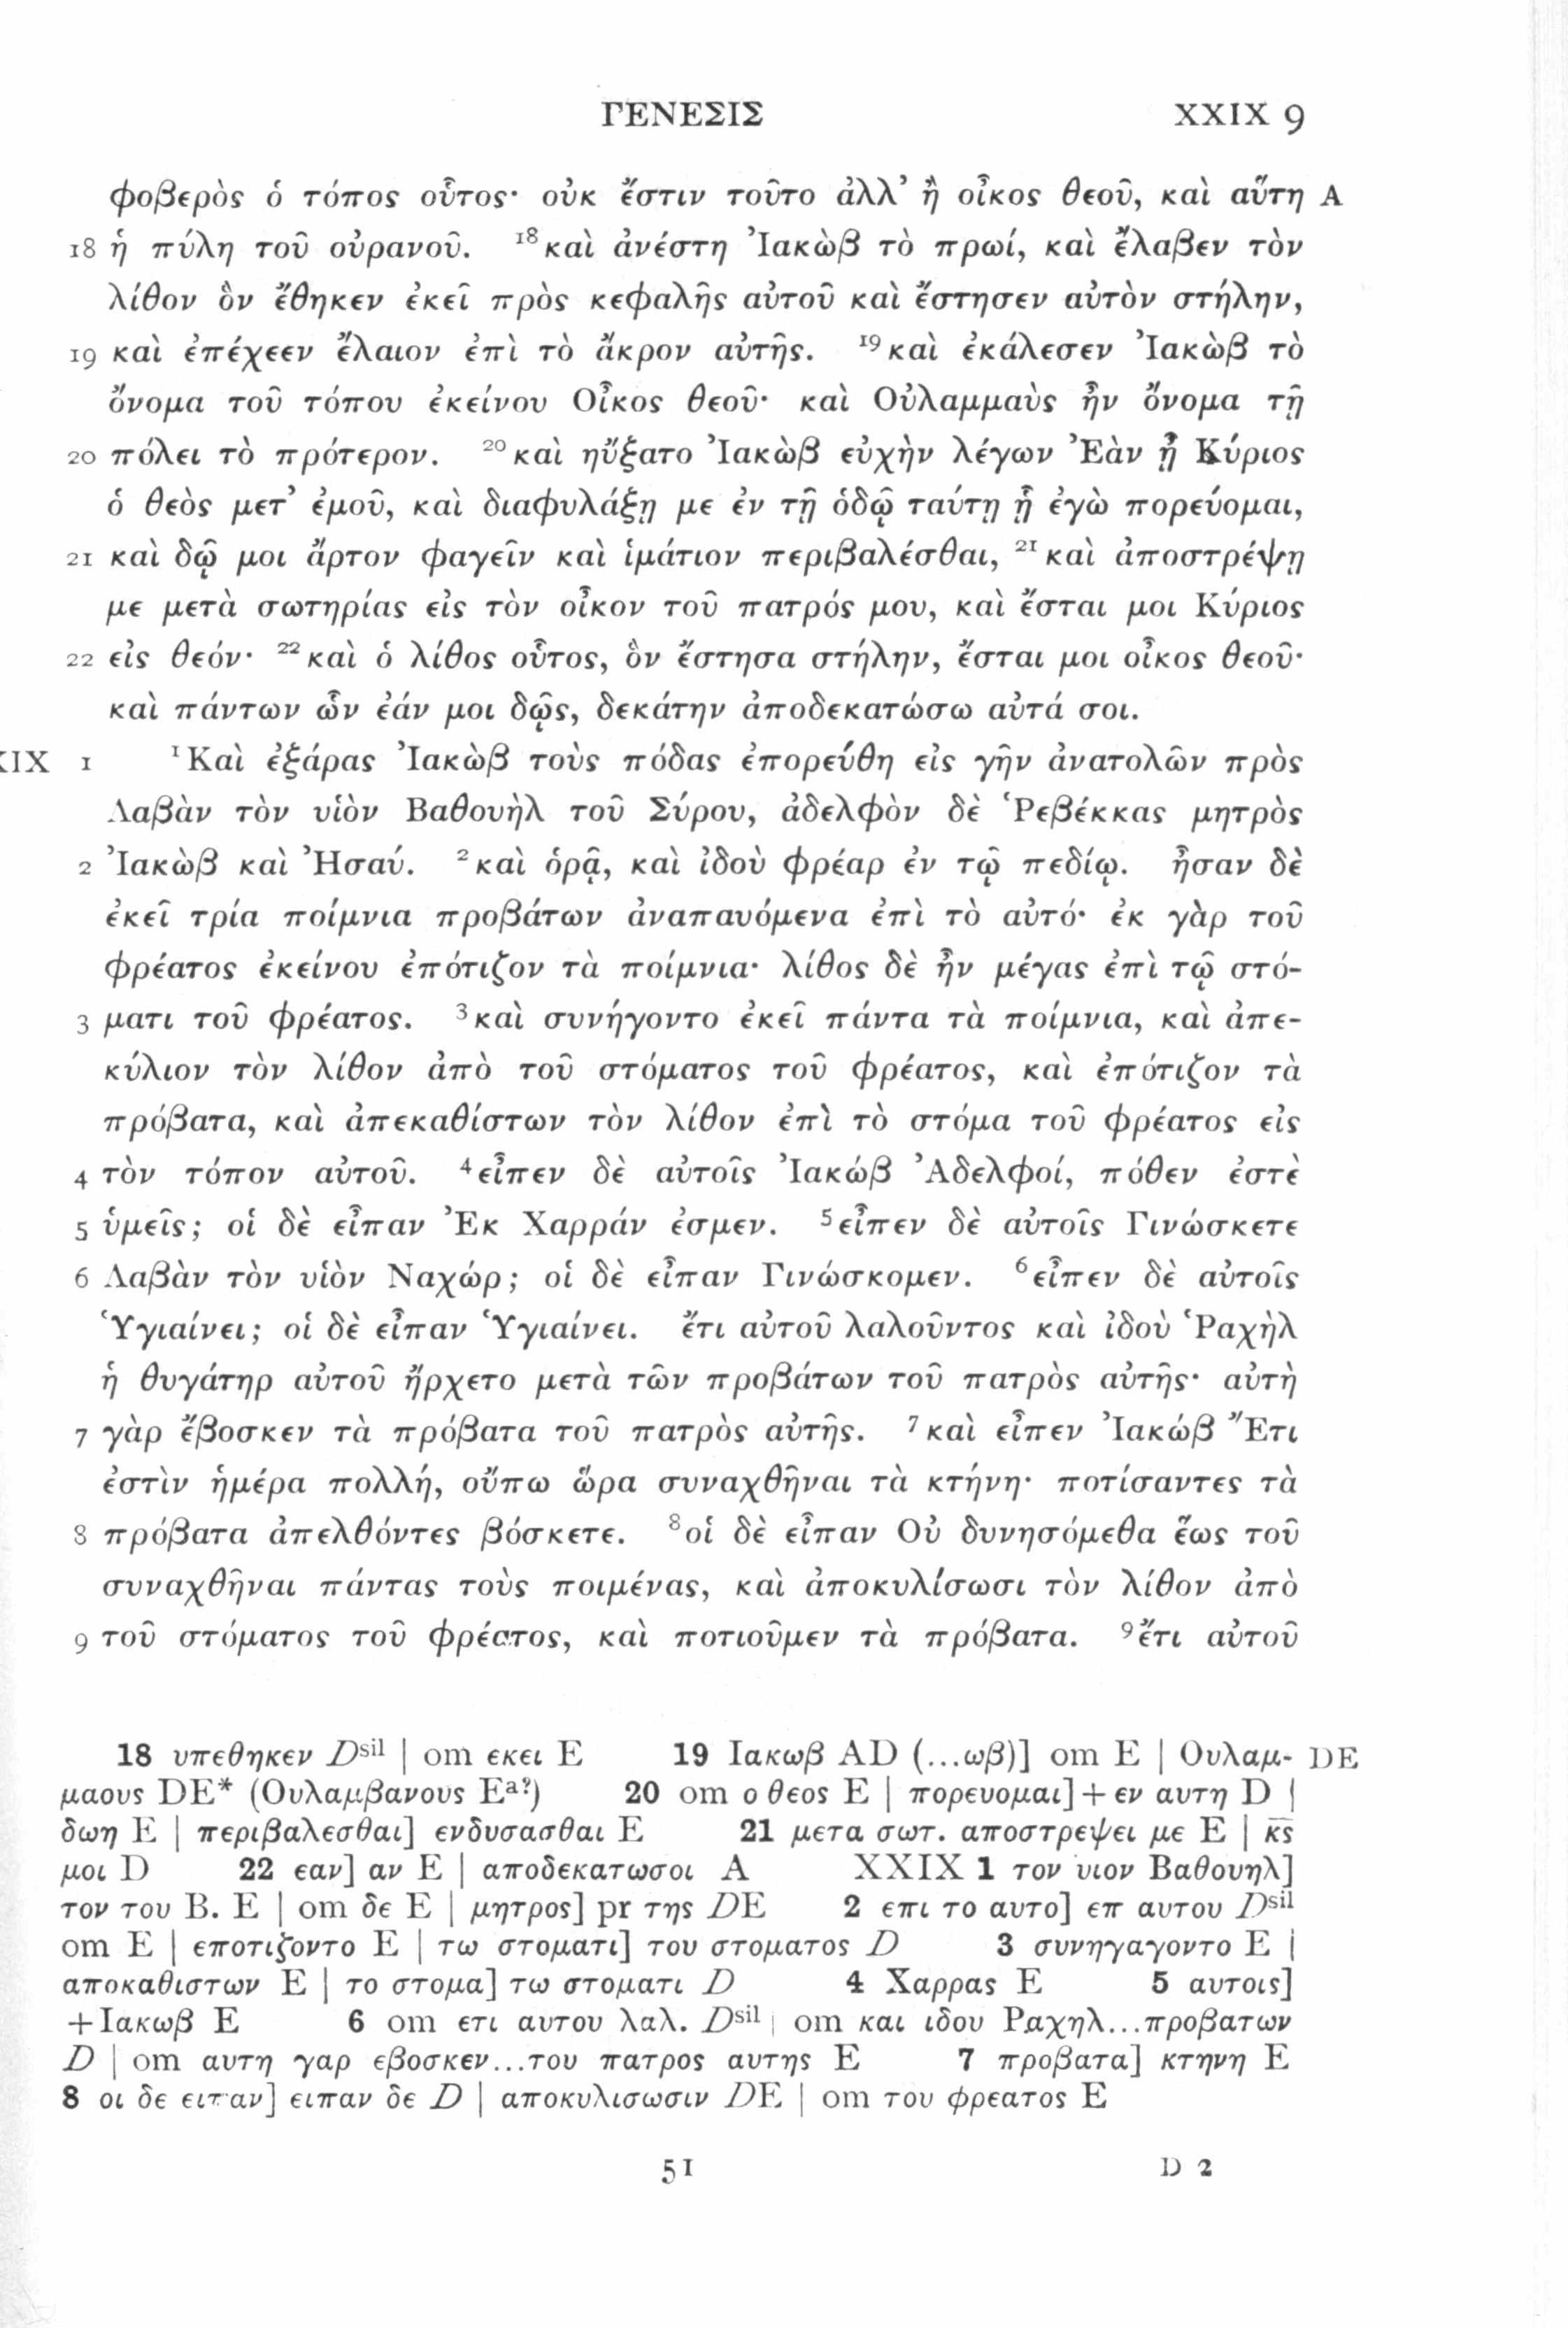 ΓΕΝΕΣΙΣ XXIX 9
φοβερὸς ὁ τόπος οὗτος· οὐκ ἔστιν τοῦτο ἀλλ’ ἢ οἶκος θεοῦ, καὶ αὕτη A
18 ἡ πύλη τοῦ οὐρανοῦ. ¹⁸καὶ ἀνέστη Ἰακὼβ τὸ πρωί, καὶ ἔλαβεν τὸν
λίθον ὃν ἔθηκεν ἐκεῖ πρὸς κεφαλῆς αὐτοῦ καὶ ἔστησεν αὐτὸν στήλην,
19 καὶ ἐπέχεεν ἔλαιον ἐπὶ τὸ ἄκρον αὐτῆς. ¹⁹καὶ ἐκάλεσεν Ἰακὼβ τὸ
ὄνομα τοῦ τόπου ἐκείνου Οἶκος θεοῦ· καὶ Οὐλαμμαὺς ἦν ὄνομα τῇ
20 πόλει τὸ πρότερον. ²⁰καὶ ηὔξατο Ἰακὼβ εὐχὴν λέγων Ἐὰν ᾖ Κύριος
ὁ θεὸς μετ’ ἐμοῦ, καὶ διαφυλάξῃ με ἐν τῇ ὁδῷ ταύτῃ ᾗ ἐγὼ πορεύομαι,
21 καὶ δῷ μοι ἄρτον φαγεῖν καὶ ἱμάτιον περιβαλέσθαι, ²¹καὶ ἀποστρέψῃ
με μετὰ σωτηρίας εἰς τὸν οἶκον τοῦ πατρός μου, καὶ ἔσται μοι Κύριος
22 εἰς θεόν· ²²καὶ ὁ λίθος οὗτος, ὃν ἔστησα στήλην, ἔσται μοι οἶκος θεοῦ·
καὶ πάντων ὧν ἐάν μοι δῷς, δεκάτην ἀποδεκατώσω αὐτά σοι.
XIX 1 ¹Καὶ ἐξάρας Ἰακὼβ τοὺς πόδας ἐπορεύθη εἰς γῆν ἀνατολῶν πρὸς
Λαβὰν τὸν υἱὸν Βαθουὴλ τοῦ Σύρου, ἀδελφὸν δὲ Ῥεβέκκας μητρὸς
2 Ἰακὼβ καὶ Ἠσαύ. ²καὶ ὁρᾷ, καὶ ἰδοὺ φρέαρ ἐν τῷ πεδίῳ. ἦσαν δὲ
ἐκεῖ τρία ποίμνια προβάτων ἀναπαυόμενα ἐπὶ τὸ αὐτό· ἐκ γὰρ τοῦ
φρέατος ἐκείνου ἐπότιζον τὰ ποίμνια· λίθος δὲ ἦν μέγας ἐπὶ τῷ στό-
3 ματι τοῦ φρέατος. ³καὶ συνήγοντο ἐκεῖ πάντα τὰ ποίμνια, καὶ ἀπε-
κύλιον τὸν λίθον ἀπὸ τοῦ στόματος τοῦ φρέατος, καὶ ἐπότιζον τὰ
πρόβατα, καὶ ἀπεκαθίστων τὸν λίθον ἐπὶ τὸ στόμα τοῦ φρέατος εἰς
4 τὸν τόπον αὐτοῦ. ⁴εἶπεν δὲ αὐτοῖς Ἰακώβ Ἀδελφοί, πόθεν ἐστὲ
5 ὑμεῖς; οἱ δὲ εἶπαν Ἐκ Χαρράν ἐσμεν. ⁵εἶπεν δὲ αὐτοῖς Γινώσκετε
6 Λαβὰν τὸν υἱὸν Ναχώρ; οἱ δὲ εἶπαν Γινώσκομεν. ⁶εἶπεν δὲ αὐτοῖς
Ὑγιαίνει; οἱ δὲ εἶπαν Ὑγιαίνει. ἔτι αὐτοῦ λαλοῦντος καὶ ἰδοὺ Ῥαχὴλ
ἡ θυγάτηρ αὐτοῦ ἤρχετο μετὰ τῶν προβάτων τοῦ πατρὸς αὐτῆς· αὐτὴ
7 γὰρ ἔβοσκεν τὰ πρόβατα τοῦ πατρὸς αὐτῆς. ⁷καὶ εἶπεν Ἰακώβ Ἔτι
ἐστὶν ἡμέρα πολλή, οὔπω ὥρα συναχθῆναι τὰ κτήνη· ποτίσαντες τὰ
8 πρόβατα ἀπελθόντες βόσκετε. ⁸οἱ δὲ εἶπαν Οὐ δυνησόμεθα ἕως τοῦ
συναχθῆναι πάντας τοὺς ποιμένας, καὶ ἀποκυλίσωσι τὸν λίθον ἀπὸ
9 τοῦ στόματος τοῦ φρέατος, καὶ ποτιοῦμεν τὰ πρόβατα. ⁹ἔτι αὐτοῦ
18 υπεθηκεν Dˢⁱˡ | om εκει E 19 Ιακωβ AD (...ωβ)] om E | Ουλαμ- DE
μαους DE* (Ουλαμβανους Eᵃ?) 20 om ο θεος E | πορευομαι] + εν αυτη D |
δωη E | περιβαλεσθαι] ενδυσασθαι E 21 μετα σωτ. αποστρεψει με E | κ̅ς̅
μοι D 22 εαν] αν E | αποδεκατωσοι A XXIX 1 τον υιον Βαθουηλ]
τον του Β. E | om δε E | μητρος] pr της DE 2 επι το αυτο] επ αυτου Dˢⁱˡ
om E | εποτιζοντο E | τω στοματι] του στοματος D 3 συνηγαγοντο E |
αποκαθιστων E | το στομα] τω στοματι D 4 Χαρρας E 5 αυτοις]
+ Ιακωβ E 6 om ετι αυτου λαλ. Dˢⁱˡ | om και ιδου Ραχηλ...προβατων
D | om αυτη γαρ εβοσκεν...του πατρος αυτης E 7 προβατα] κτηνη E
8 οι δε ειπαν] ειπαν δε D | αποκυλισωσιν DE | om του φρεατος E
51 D 2